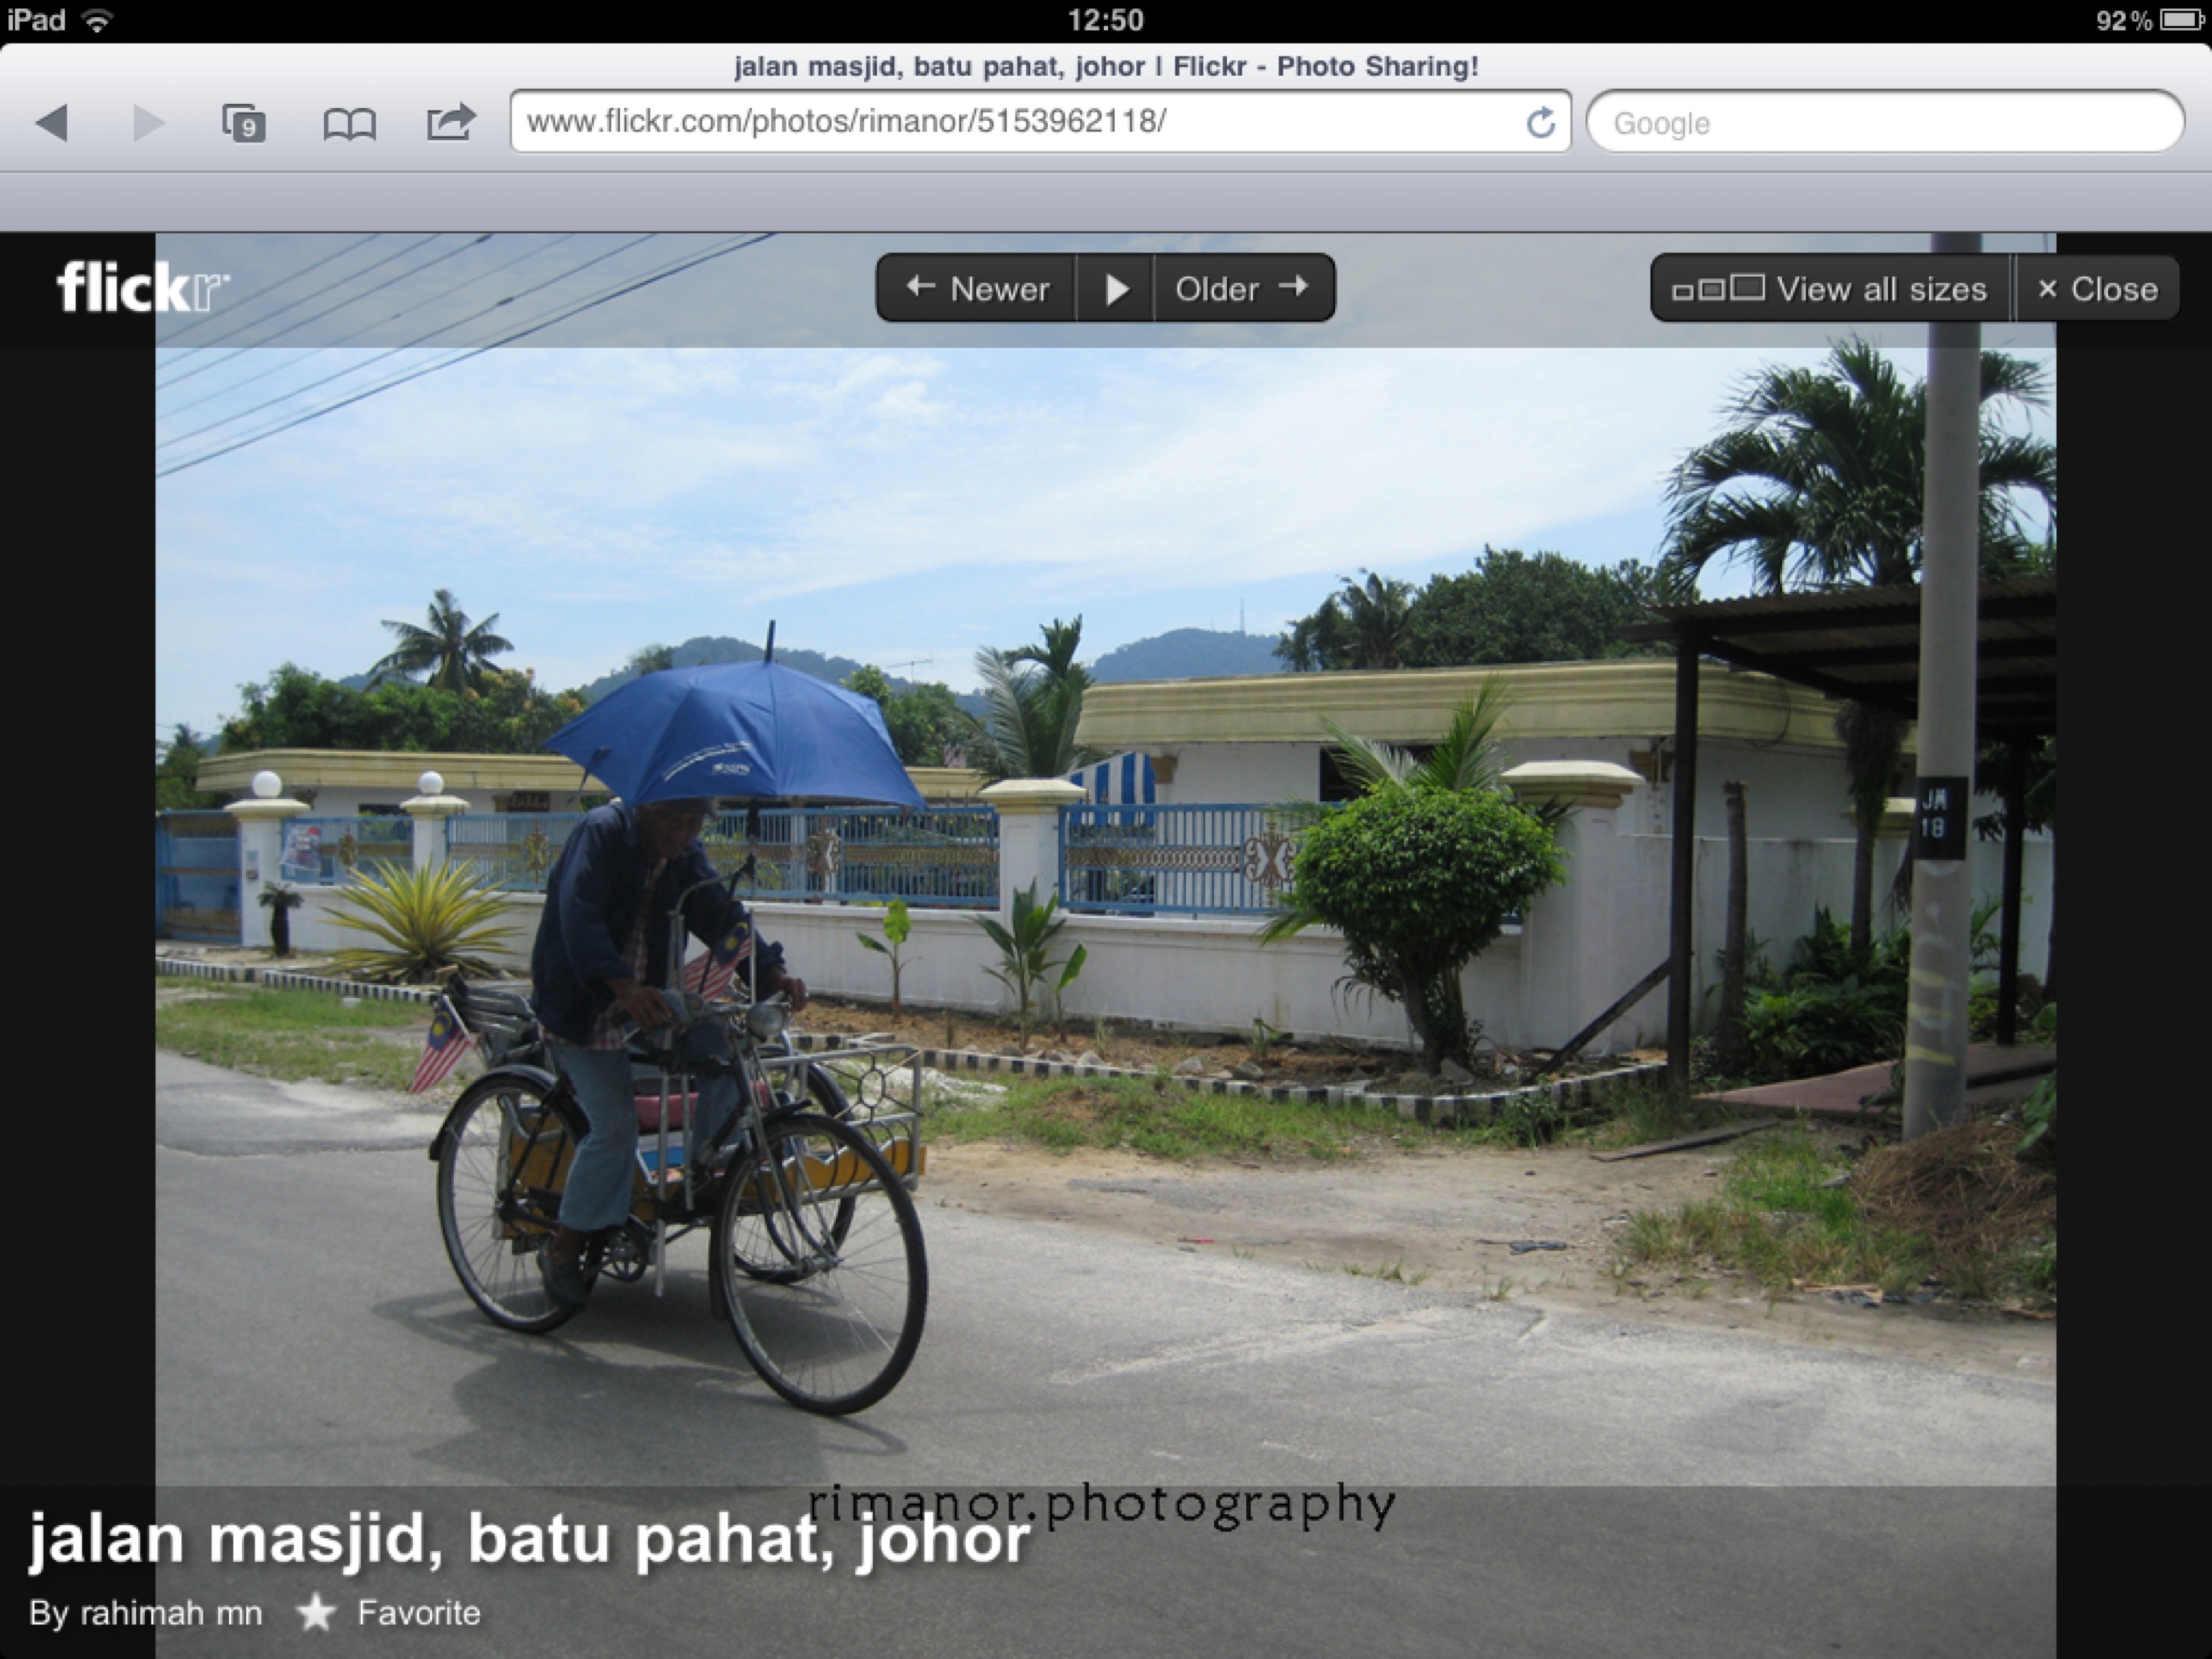 iPad
12:50
92%
jalan masjid, batu pahat, johor | Flickr - Photo Sharing!
9
www.flickr.com/photos/rimanor/5153962118/
Google
flickr
← Newer
Older →
View all sizes
× Close
JM
18
rimanor.photography
jalan masjid, batu pahat, johor
By rahimah mn
Favorite